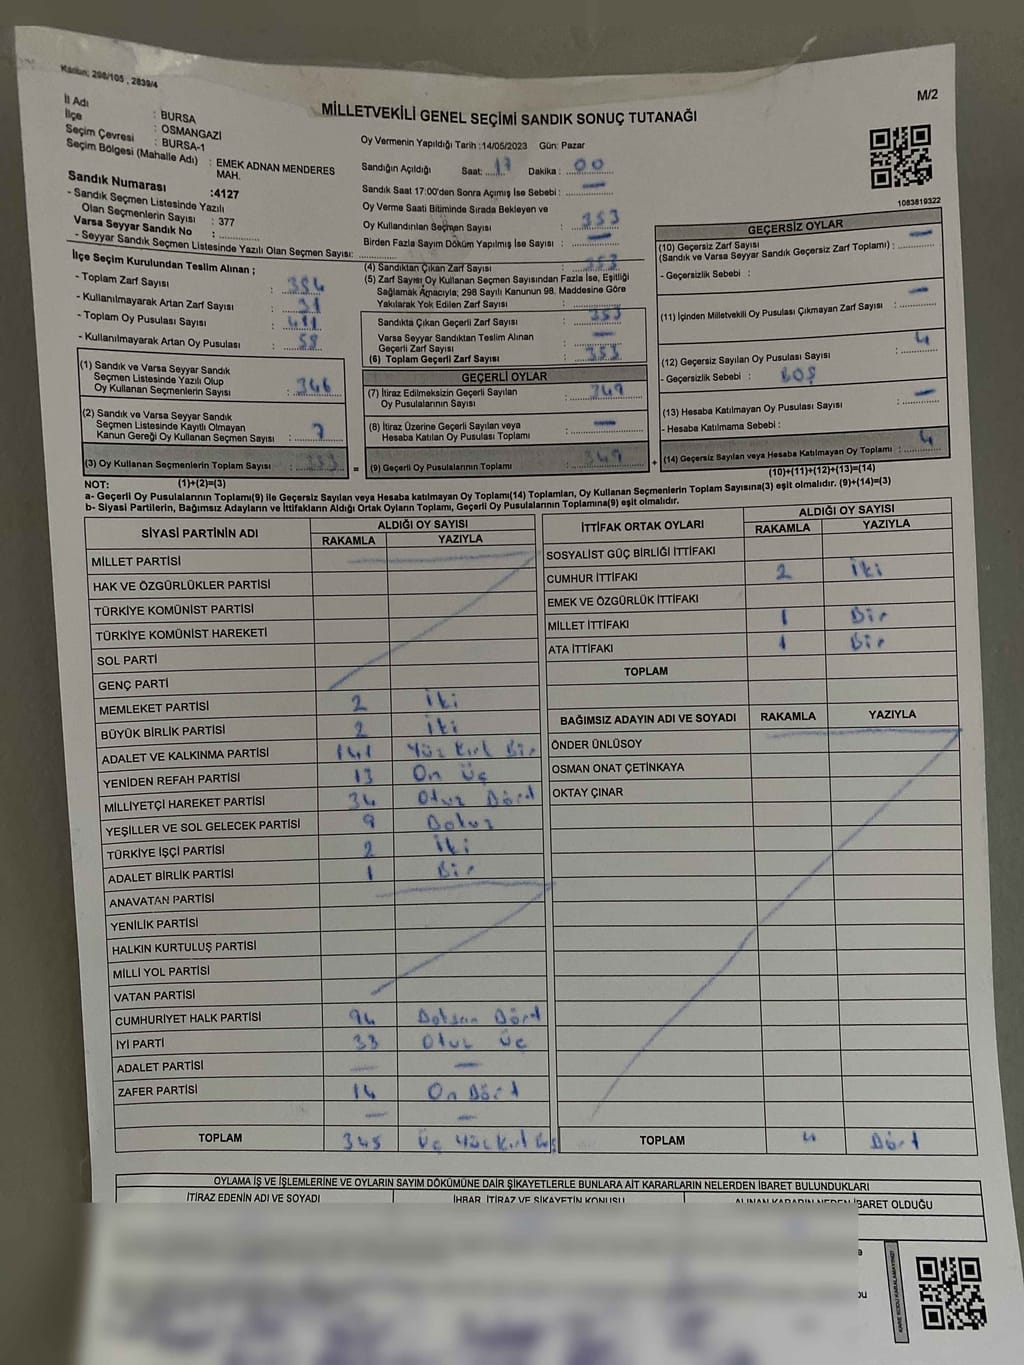 Kanun; 298/105 , 2839/4
M/2
MİLLETVEKİLİ GENEL SEÇİMİ SANDIK SONUÇ TUTANAĞI
İl Adı : BURSA
İlçe : OSMANGAZİ
Seçim Çevresi : BURSA-1
Seçim Bölgesi (Mahalle Adı) : EMEK ADNAN MENDERES MAH.
Sandık Numarası :4127
- Sandık Seçmen Listesinde Yazılı
Olan Seçmenlerin Sayısı : 377
Varsa Seyyar Sandık No :
- Seyyar Sandık Seçmen Listesinde Yazılı Olan Seçmen Sayısı:
İlçe Seçim Kurulundan Teslim Alınan ;
- Toplam Zarf Sayısı : 384
- Kullanılmayarak Artan Zarf Sayısı : 31
- Toplam Oy Pusulası Sayısı : 411
- Kullanılmayarak Artan Oy Pusulası : 58
(1) Sandık ve Varsa Seyyar Sandık
Seçmen Listesinde Yazılı Olup
Oy Kullanan Seçmenlerin Sayısı : 346
(2) Sandık ve Varsa Seyyar Sandık
Seçmen Listesinde Kayıtlı Olmayan
Kanun Gereği Oy Kullanan Seçmen Sayısı : 7
(3) Oy Kullanan Seçmenlerin Toplam Sayısı : 353
Oy Vermenin Yapıldığı Tarih :14/05/2023 Gün: Pazar
Sandığın Açıldığı Saat: 17 Dakika : 00
Sandık Saat 17:00'den Sonra Açımış İse Sebebi : —
Oy Verme Saati Bitiminde Sırada Bekleyen ve
Oy Kullandırılan Seçmen Sayısı : 353
Birden Fazla Sayım Döküm Yapılmış İse Sayısı : —
(4) Sandıktan Çıkan Zarf Sayısı : 353
(5) Zarf Sayısı Oy Kullanan Seçmen Sayısından Fazla İse, Eşitliği
Sağlamak Amacıyla; 298 Sayılı Kanunun 98. Maddesine Göre
Yakılarak Yok Edilen Zarf Sayısı :
Sandıkta Çıkan Geçerli Zarf Sayısı : 353
Varsa Seyyar Sandıktan Teslim Alınan
Geçerli Zarf Sayısı : —
(6) Toplam Geçerli Zarf Sayısı : 353
GEÇERLİ OYLAR
(7) İtiraz Edilmeksizin Geçerli Sayılan
Oy Pusulalarının Sayısı : 349
(8) İtiraz Üzerine Geçerli Sayılan veya
Hesaba Katılan Oy Pusulası Toplamı : —
= (9) Geçerli Oy Pusulalarının Toplamı : 349 +
1083819322
GEÇERSİZ OYLAR
(10) Geçersiz Zarf Sayısı
(Sandık ve Varsa Seyyar Sandık Geçersiz Zarf Toplamı) : —
- Geçersizlik Sebebi :
(11) İçinden Milletvekili Oy Pusulası Çıkmayan Zarf Sayısı : —
(12) Geçersiz Sayılan Oy Pusulası Sayısı : 4
- Geçersizlik Sebebi : BOŞ
(13) Hesaba Katılmayan Oy Pusulası Sayısı : —
- Hesaba Katılmama Sebebi :
(14) Geçersiz Sayılan veya Hesaba Katılmayan Oy Toplamı : 4
NOT: (1)+(2)=(3)
(10)+(11)+(12)+(13)=(14)
a- Geçerli Oy Pusulalarının Toplamı(9) ile Geçersiz Sayılan veya Hesaba katılmayan Oy Toplamı(14) Toplamları, Oy Kullanan Seçmenlerin Toplam Sayısına(3) eşit olmalıdır. (9)+(14)=(3)
b- Siyasi Partilerin, Bağımsız Adayların ve İttifakların Aldığı Ortak Oyların Toplamı, Geçerli Oy Pusulalarının Toplamına(9) eşit olmalıdır.
SİYASİ PARTİNİN ADI ALDIĞI OY SAYISI
RAKAMLA YAZIYLA
MİLLET PARTİSİ
HAK VE ÖZGÜRLÜKLER PARTİSİ
TÜRKİYE KOMÜNİST PARTİSİ
TÜRKİYE KOMÜNİST HAREKETİ
SOL PARTİ
GENÇ PARTİ
MEMLEKET PARTİSİ 2 İki
BÜYÜK BİRLİK PARTİSİ 2 İki
ADALET VE KALKINMA PARTİSİ 141 Yüz Kırk Bir
YENİDEN REFAH PARTİSİ 13 On Üç
MİLLİYETÇİ HAREKET PARTİSİ 34 Otuz Dörd
YEŞİLLER VE SOL GELECEK PARTİSİ 9 Dokuz
TÜRKİYE İŞÇİ PARTİSİ 2 İki
ADALET BİRLİK PARTİSİ 1 Bir
ANAVATAN PARTİSİ
YENİLİK PARTİSİ
HALKIN KURTULUŞ PARTİSİ
MİLLİ YOL PARTİSİ
VATAN PARTİSİ
CUMHURİYET HALK PARTİSİ 94 Doksan Dörd
İYİ PARTİ 33 Otuz Üç
ADALET PARTİSİ — —
ZAFER PARTİSİ 14 On Dörd
— —
TOPLAM 345 Üç Yüz Kırk Beş
İTTİFAK ORTAK OYLARI ALDIĞI OY SAYISI
RAKAMLA YAZIYLA
SOSYALİST GÜÇ BİRLİĞİ İTTİFAKI
CUMHUR İTTİFAKI 2 İki
EMEK VE ÖZGÜRLÜK İTTİFAKI
MİLLET İTTİFAKI 1 Bir
ATA İTTİFAKI 1 Bir
TOPLAM
BAĞIMSIZ ADAYIN ADI VE SOYADI RAKAMLA YAZIYLA
ÖNDER ÜNLÜSOY
OSMAN ONAT ÇETİNKAYA
OKTAY ÇINAR
TOPLAM 4 Dörd
OYLAMA İŞ VE İŞLEMLERİNE VE OYLARIN SAYIM DÖKÜMÜNE DAİR ŞİKAYETLERLE BUNLARA AİT KARARLARIN NELERDEN İBARET BULUNDUKLARI
İTİRAZ EDENİN ADI VE SOYADI İHBAR, İTİRAZ VE ŞİKAYETİN KONUSU ALINAN KARARIN NEDEN İBARET OLDUĞU